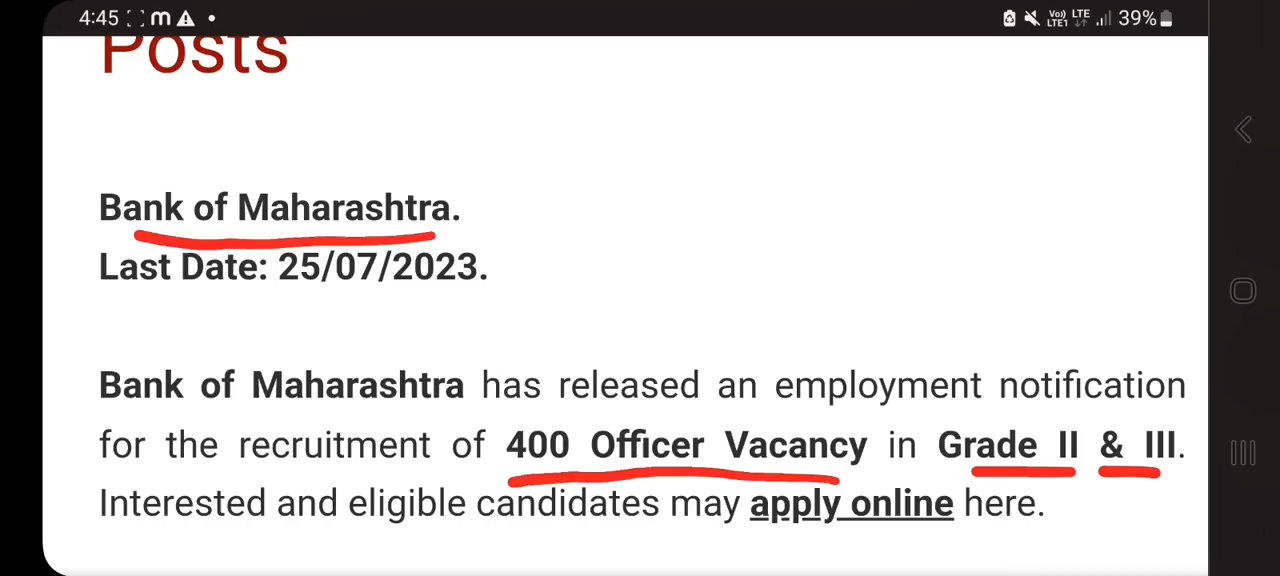 4:45
39%
Posts
Bank of Maharashtra.
Last Date: 25/07/2023.
Bank of Maharashtra has released an employment notification
for the recruitment of 400 Officer Vacancy in Grade II & III.
Interested and eligible candidates may apply online here.